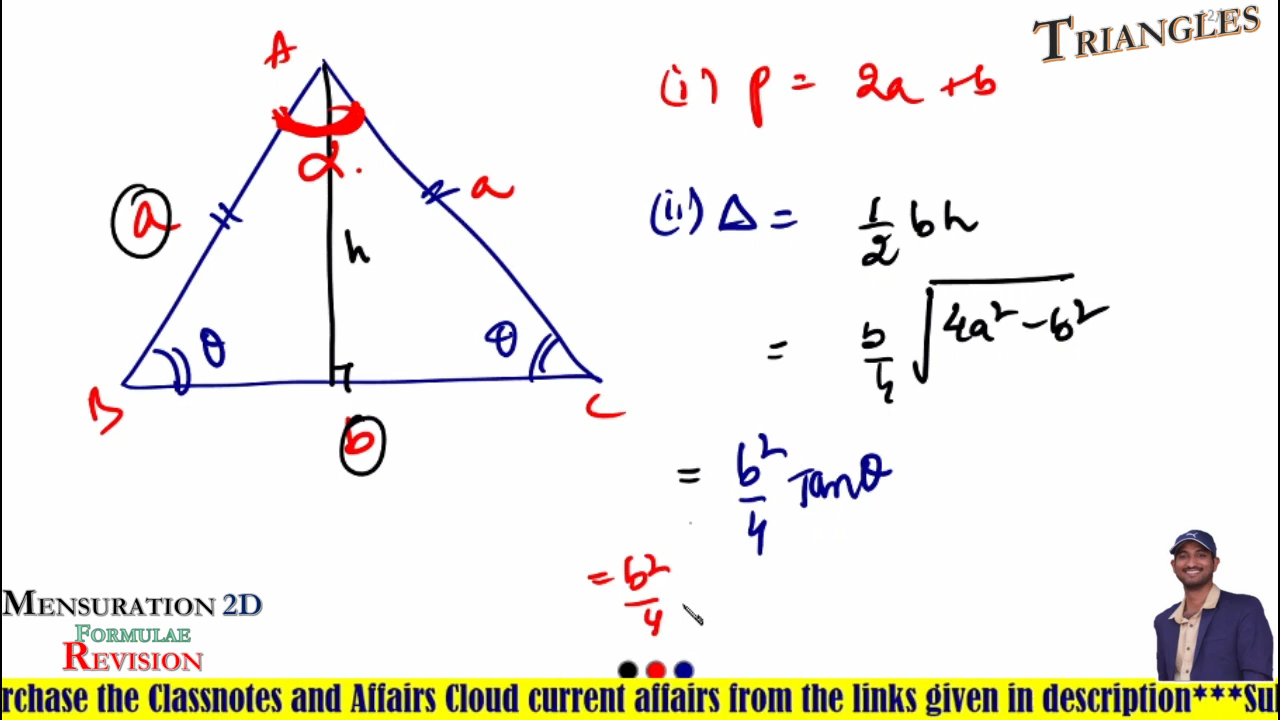 TRIANGLES
A
α.
a
a
h
θ
θ
B
b
C
(i) P = 2a + b
(ii) Δ = 1/2 bh
= b/4 √4a² - b²
= b²/4 Tanθ
= b²/4
MENSURATION 2D
FORMULAE
REVISION
rchase the Classnotes and Affairs Cloud current affairs from the links given in description***Su